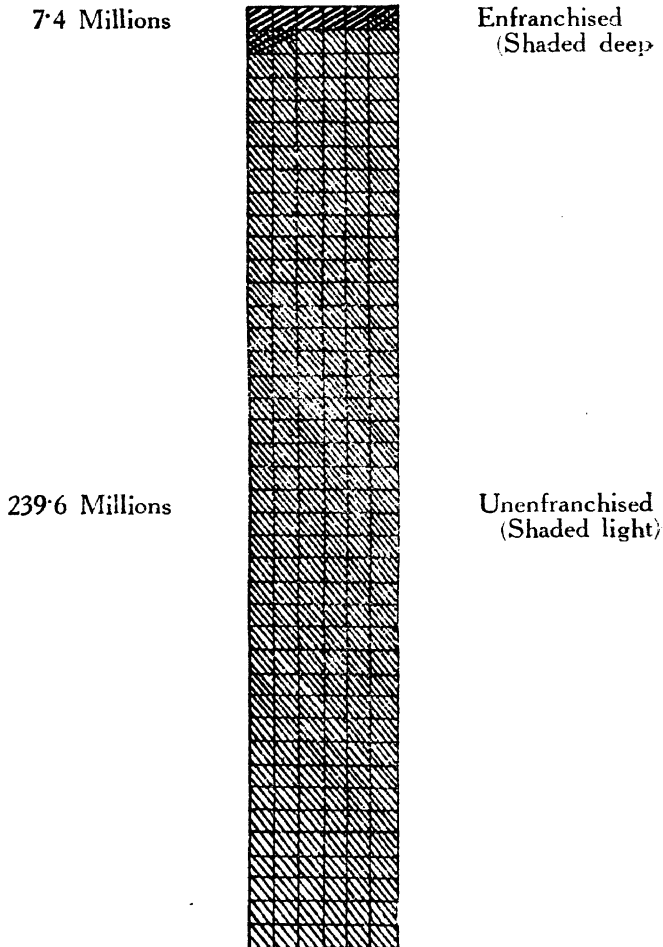 7·4 Millions
Enfranchised
(Shaded deep)
239·6 Millions
Unenfranchised
(Shaded light)